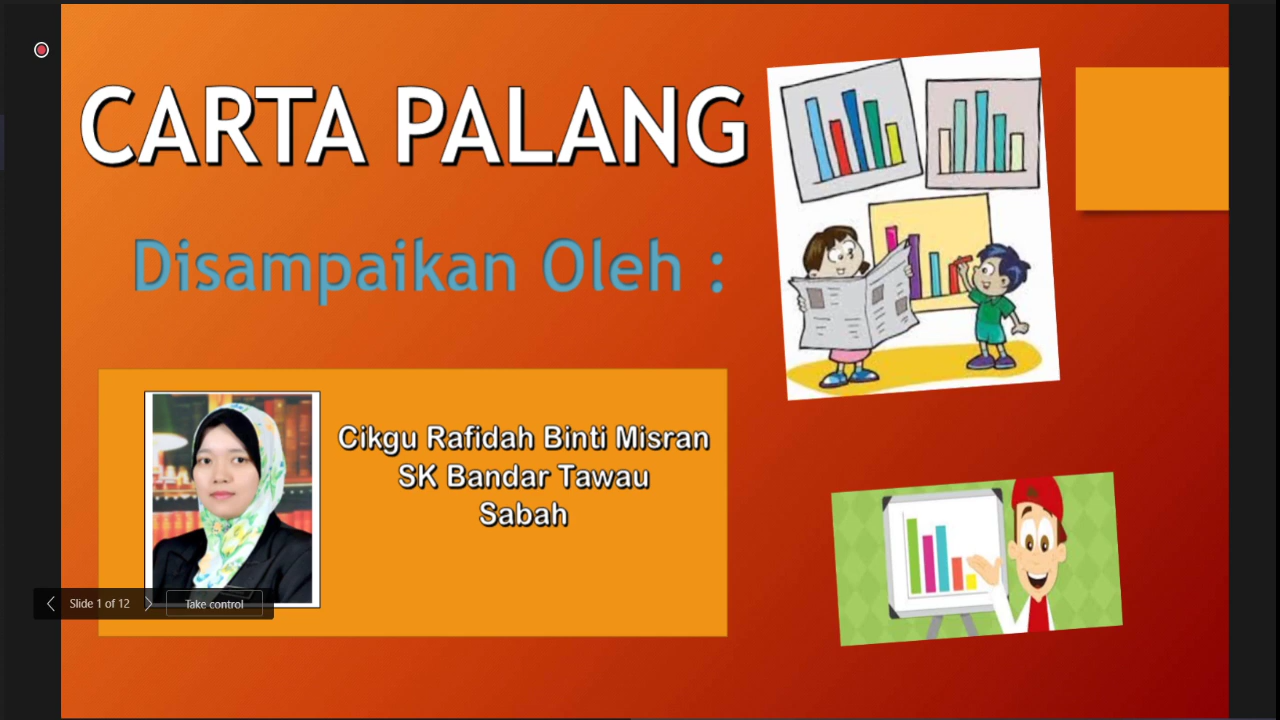 CARTA PALANG
Disampaikan Oleh :
Cikgu Rafidah Binti Misran
SK Bandar Tawau
Sabah
Slide 1 of 12
Take control